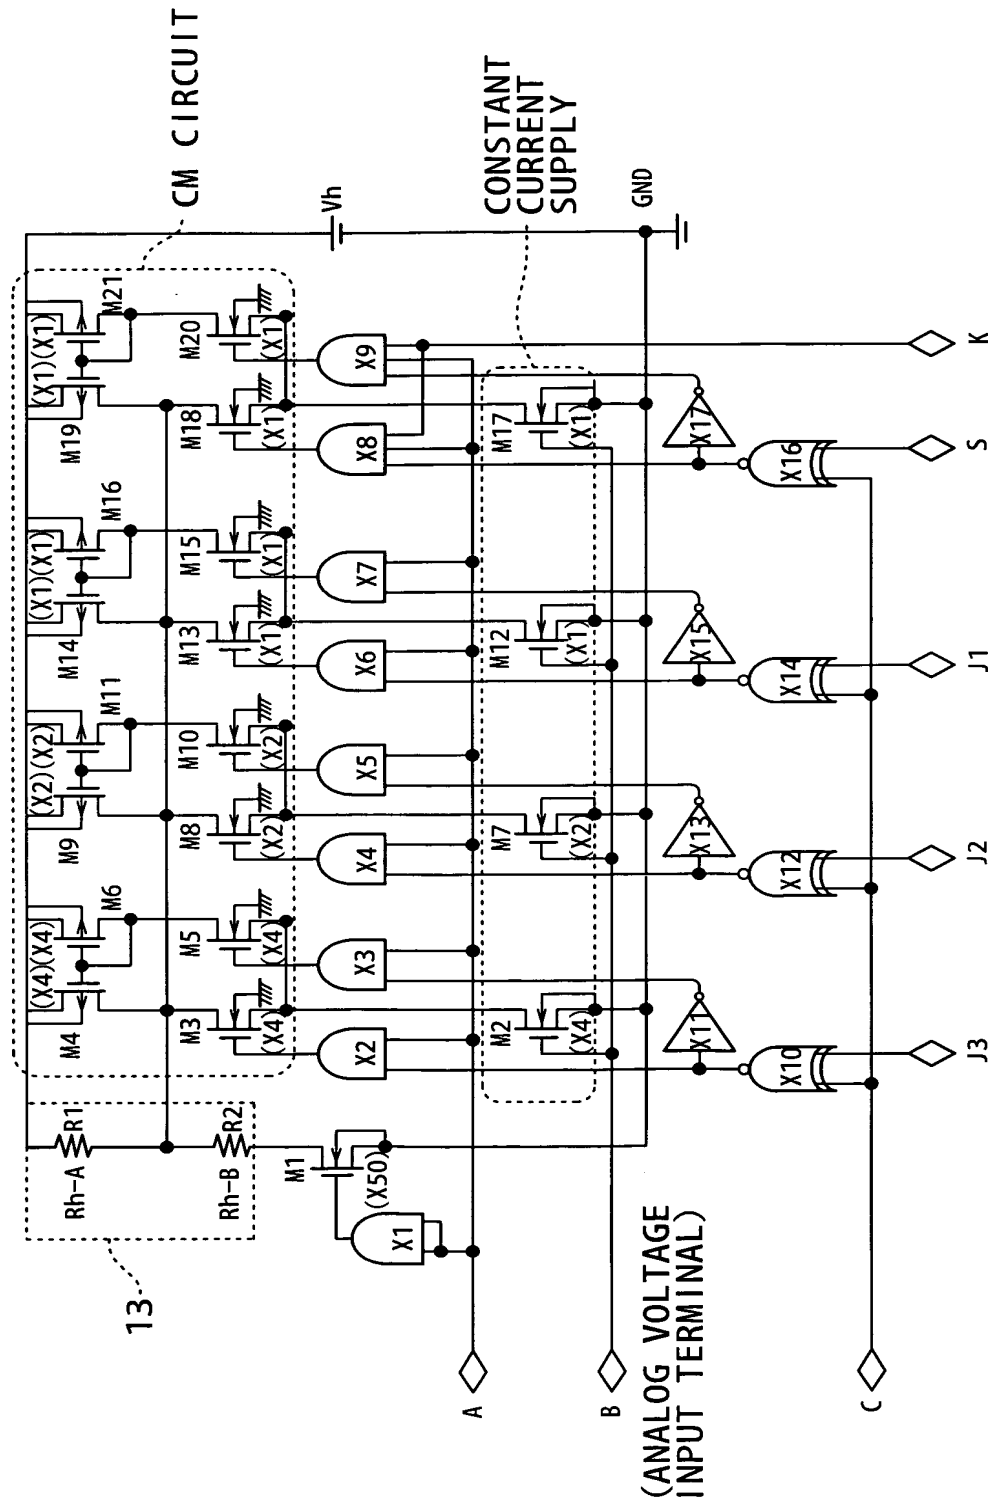 CM CIRCUIT
CONSTANT
CURRENT
SUPPLY
Vh
GND
13
Rh-A
R1
Rh-B
R2
M4
(X4)
(X4)
M6
M9
(X2)
(X2)
M11
M14
(X1)
(X1)
M16
M19
(X1)
(X1)
M21
M3
(X4)
M5
(X4)
M8
(X2)
M10
(X2)
M13
(X1)
M15
(X1)
M18
(X1)
M20
(X1)
M1
(X50)
X1
X2
X3
X4
X5
X6
X7
X8
X9
M2
(X4)
M7
(X2)
M12
(X1)
M17
(X1)
X11
X13
X15
X17
X10
X12
X14
X16
A
B
(ANALOG VOLTAGE
INPUT TERMINAL)
C
J3
J2
J1
S
K